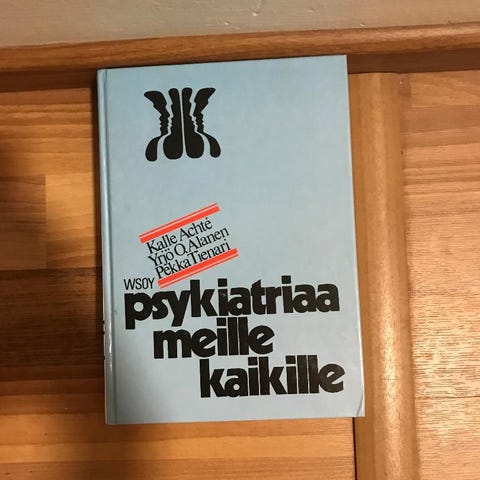 Kalle Achté
Yrjö O. Alanen
Pekka Tienari
WSOY
psykiatriaa
meille
kaikille